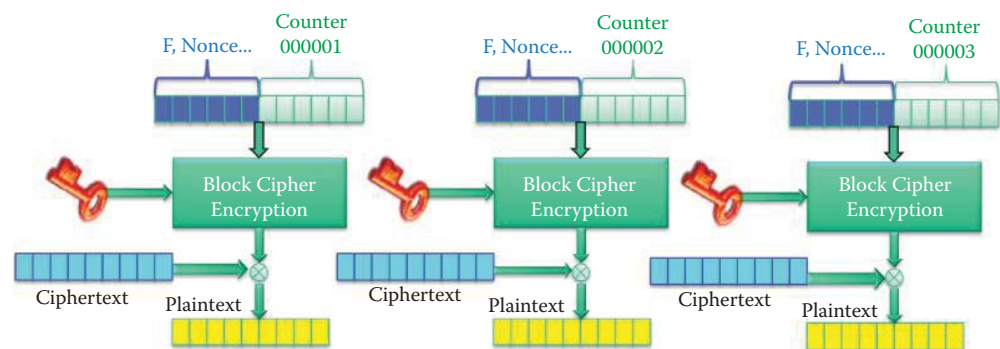 F, Nonce...
Counter
000001
Block Cipher
Encryption
Ciphertext
Plaintext
F, Nonce...
Counter
000002
Block Cipher
Encryption
Ciphertext
Plaintext
F, Nonce...
Counter
000003
Block Cipher
Encryption
Ciphertext
Plaintext